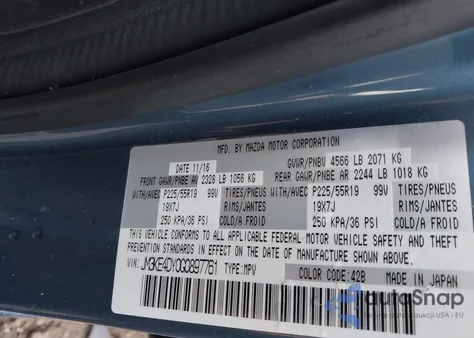 MFD. BY MAZDA MOTOR CORPORATION
DATE 11/16 GVWR/PNBV 4566 LB 2071 KG
FRONT GAWR/PNBE AV 2328 LB 1056 KG REAR GAWR/PNBE AR 2244 LB 1018 KG
WITH/AVEC P225/55R19 99V TIRES/PNEUS P225/55R19 99V TIRES/PNEUS
19X7J RIMS/JANTES 19X7J RIMS/JANTES
250 KPA/36 PSI COLD/A FROID 250 KPA/36 PSI COLD/A FROID
THIS VEHICLE CONFORMS TO ALL APPLICABLE FEDERAL MOTOR VEHICLE SAFETY AND THEFT
PREVENTION STANDARDS IN EFFECT ON THE DATE OF MANUFACTURE SHOWN ABOVE.
VIN: JM3KE4DY0G0897761 TYPE: MPV COLOR CODE: 42B MADE IN JAPAN
AutoSnap